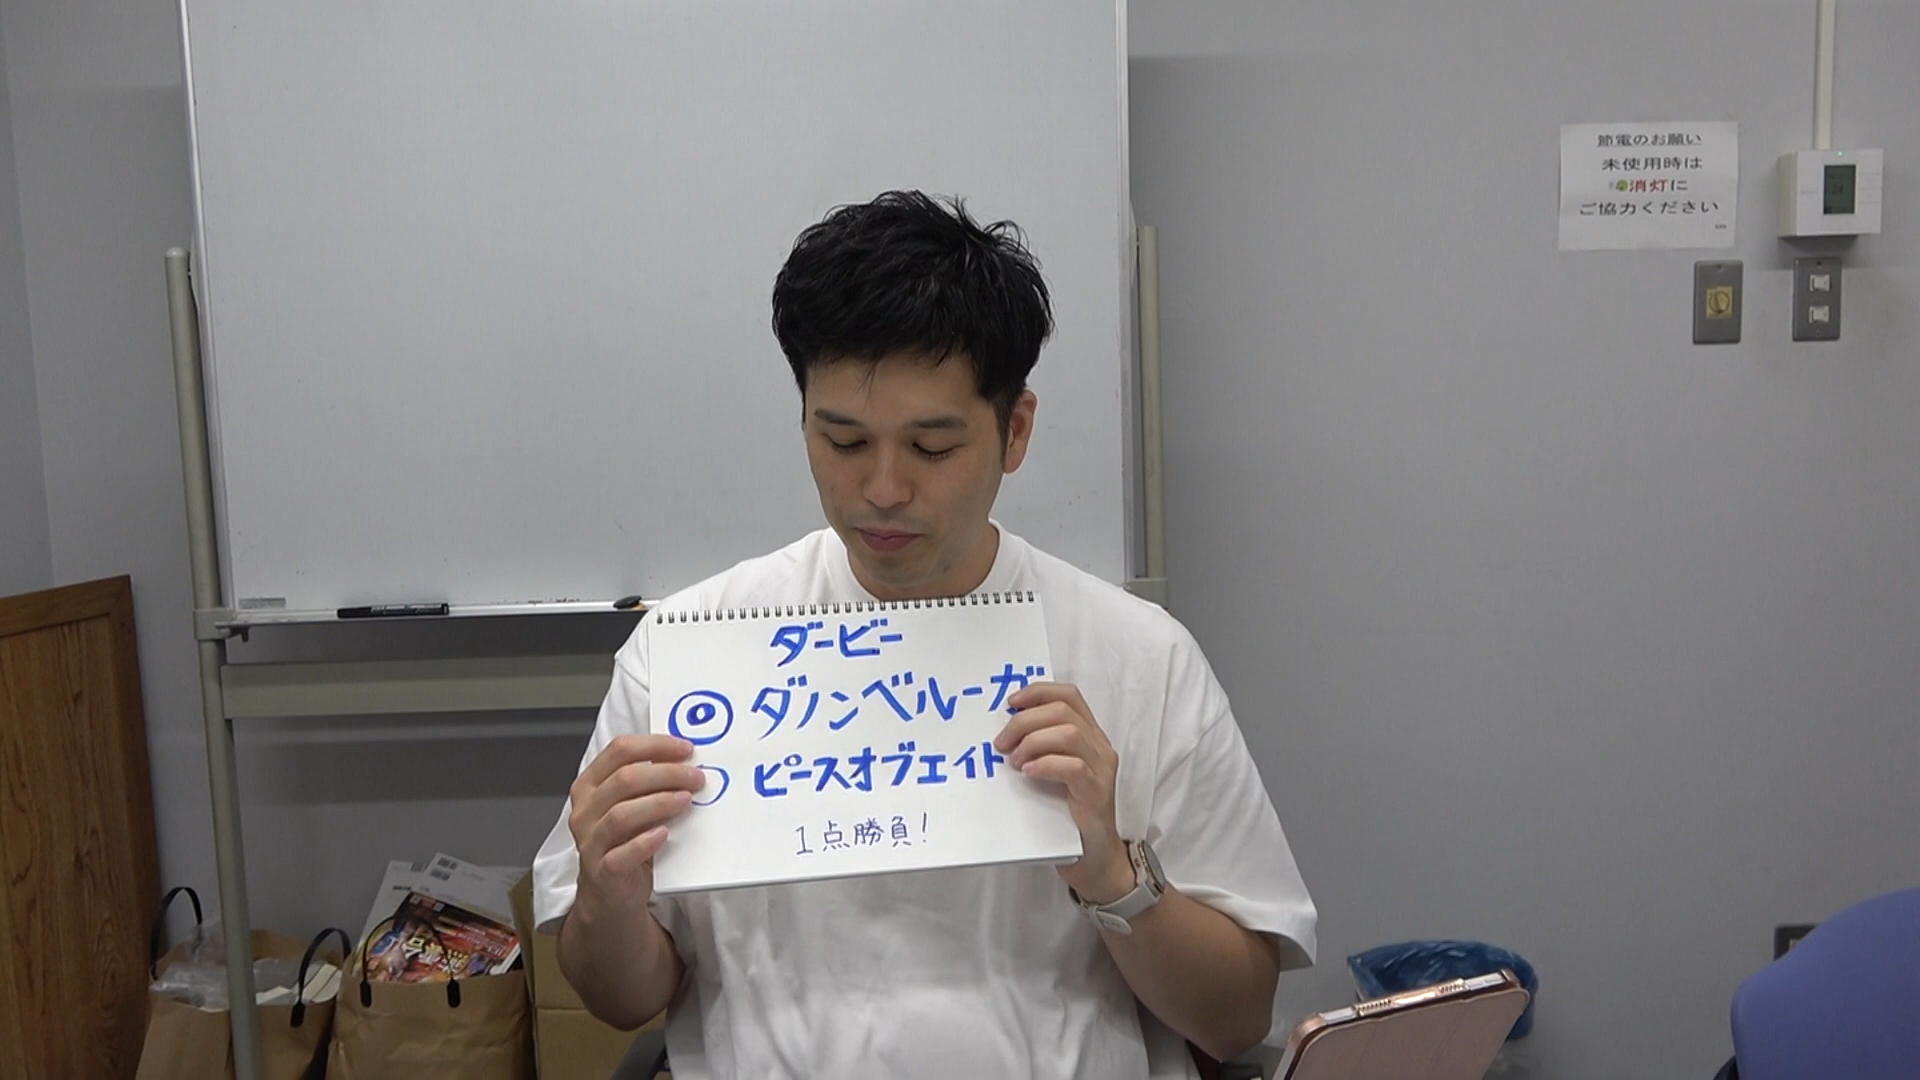 節電のお願い
未使用時は
消灯に
ご協力ください
ダービー
◎ ダノンベルーガ
○ ピースオブエイト
1点勝負!